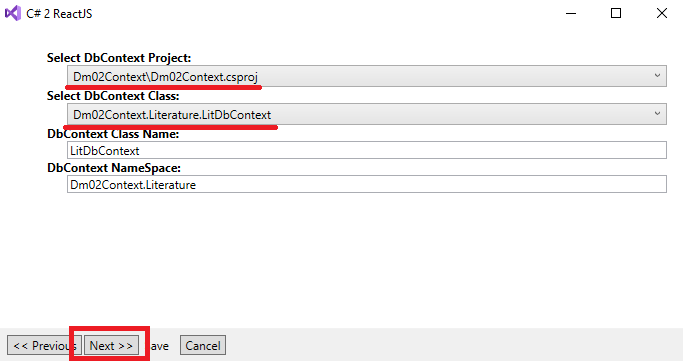 C# 2 ReactJS
Select DbContext Project:
Dm02Context\Dm02Context.csproj
Select DbContext Class:
Dm02Context.Literature.LitDbContext
DbContext Class Name:
LitDbContext
DbContext NameSpace:
Dm02Context.Literature
<< Previous Next >> ave Cancel